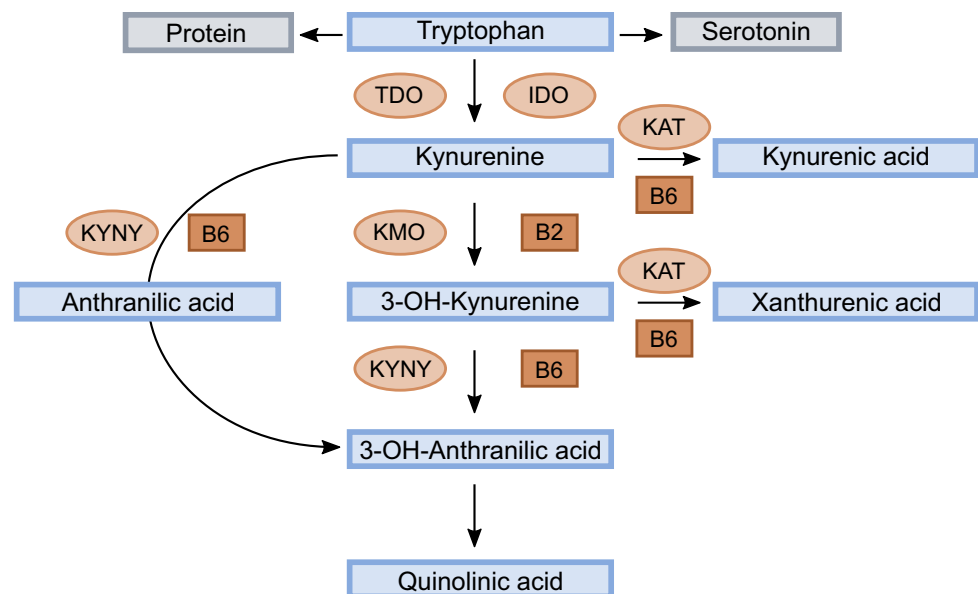 Protein
Tryptophan
Serotonin
TDO
IDO
KAT
Kynurenine
Kynurenic acid
B6
KYNY
B6
KMO
B2
KAT
Anthranilic acid
3-OH-Kynurenine
Xanthurenic acid
B6
KYNY
B6
3-OH-Anthranilic acid
Quinolinic acid